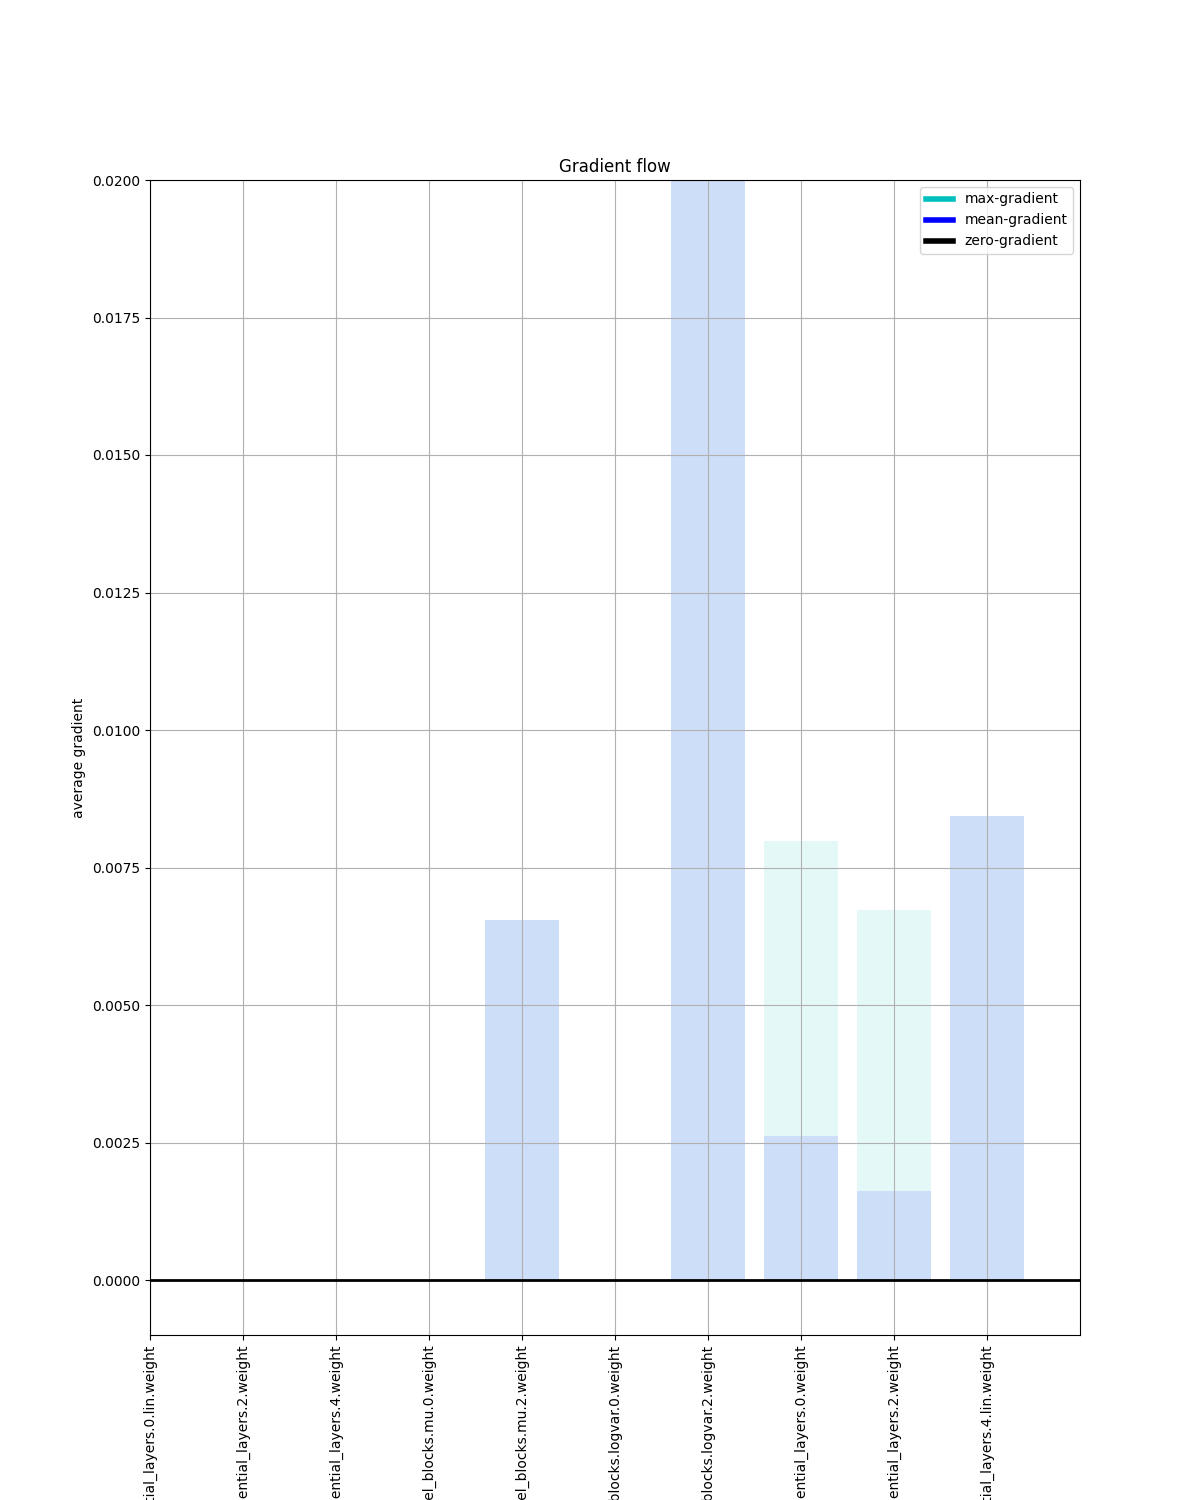 Gradient flow
max-gradient
mean-gradient
zero-gradient
average gradient
0.0200
0.0175
0.0150
0.0125
0.0100
0.0075
0.0050
0.0025
0.0000
tial_layers.0.lin.weight
ential_layers.2.weight
ential_layers.4.weight
el_blocks.mu.0.weight
el_blocks.mu.2.weight
blocks.logvar.0.weight
blocks.logvar.2.weight
ential_layers.0.weight
ential_layers.2.weight
tial_layers.4.lin.weight